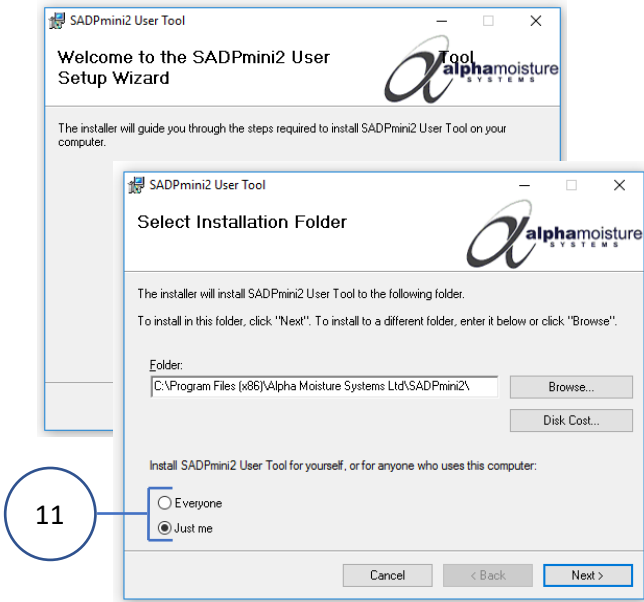 SADPmini2 User Tool
Welcome to the SADPmini2 User Tool
Setup Wizard
alphamoisture
SYSTEMS
The installer will guide you through the steps required to install SADPmini2 User Tool on your
computer.
SADPmini2 User Tool
Select Installation Folder
alphamoisture
SYSTEMS
The installer will install SADPmini2 User Tool to the following folder.
To install in this folder, click "Next". To install to a different folder, enter it below or click "Browse".
Folder:
C:\Program Files (x86)\Alpha Moisture Systems Ltd\SADPmini2\
Browse...
Disk Cost...
Install SADPmini2 User Tool for yourself, or for anyone who uses this computer:
11
Everyone
Just me
Cancel
< Back
Next >